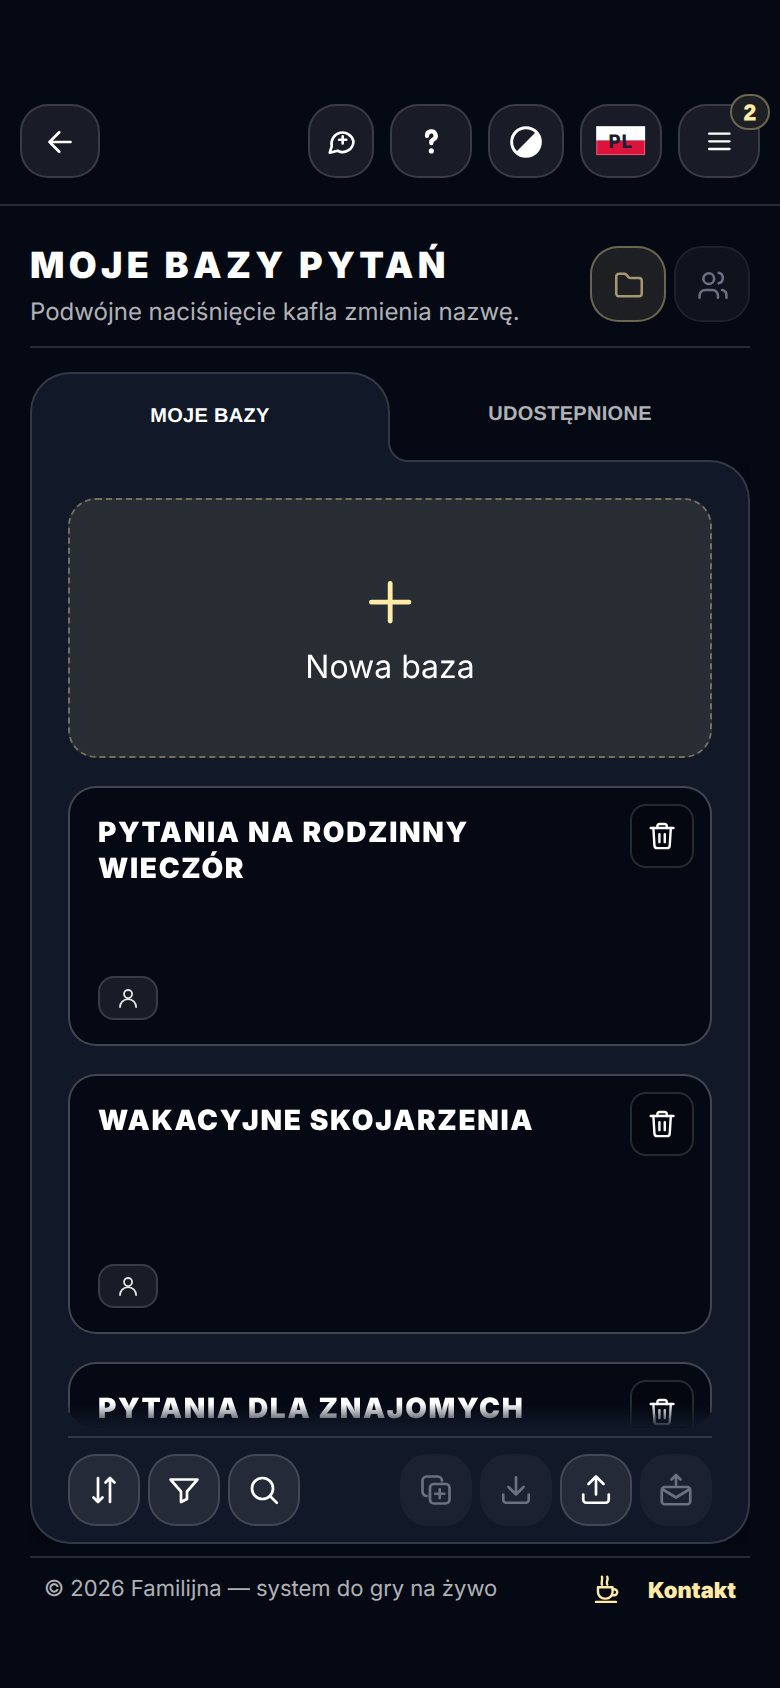 2
?
PL
MOJE BAZY PYTAŃ
Podwójne naciśnięcie kafla zmienia nazwę.
MOJE BAZY
UDOSTĘPNIONE
Nowa baza
PYTANIA NA RODZINNY
WIECZÓR
WAKACYJNE SKOJARZENIA
PYTANIA DLA ZNAJOMYCH
© 2026 Familijna — system do gry na żywo
Kontakt